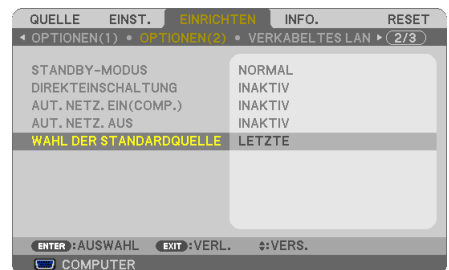 QUELLE EINST. EINRICHTEN INFO. RESET
◂ OPTIONEN(1) • OPTIONEN(2) • VERKABELTES LAN ▸ 2/3
STANDBY-MODUS NORMAL
DIREKTEINSCHALTUNG INAKTIV
AUT. NETZ. EIN(COMP.) INAKTIV
AUT. NETZ. AUS INAKTIV
WAHL DER STANDARDQUELLE LETZTE
ENTER:AUSWAHL EXIT:VERL. ↕:VERS.
COMPUTER